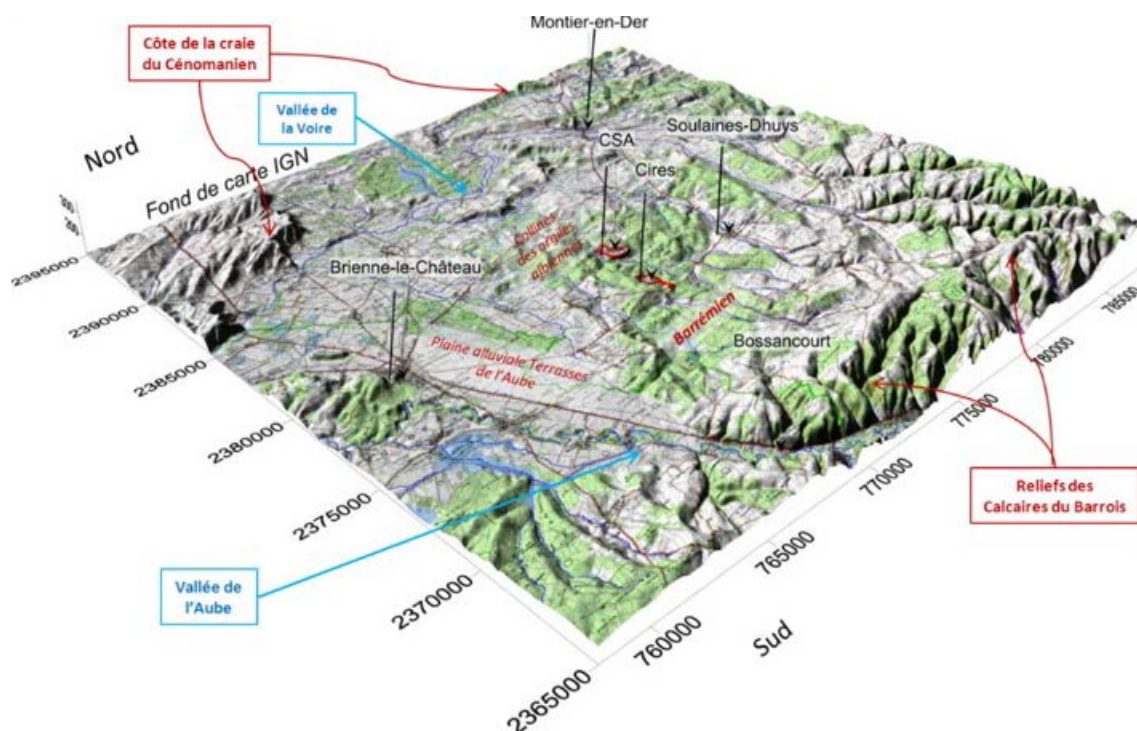 Montier-en-Der
Côte de la craie
du Cénomanien
Vallée de
la Voire
Soulaines-Dhuys
CSA
Cires
Nord
Fond de carte IGN
300
200
2395000
Collines
des argiles
albiennes
Brienne-le-Château
2390000
785000
Barrémien
780000
Bossancourt
2385000
Plaine alluviale Terrasses
de l'Aube
775000
2380000
770000
Reliefs des
Calcaires du Barrois
2375000
765000
Vallée de
l'Aube
2370000
760000
Sud
2365000